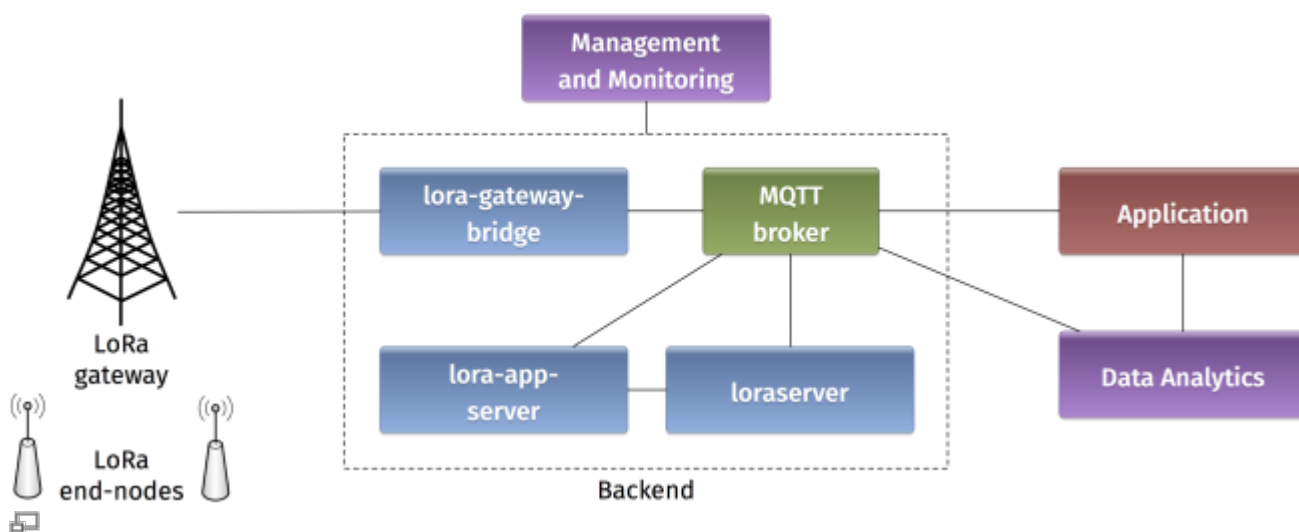 Management
and Monitoring
lora-gateway-
bridge
MQTT
broker
Application
LoRa
gateway
lora-app-
server
loraserver
Data Analytics
LoRa
end-nodes
Backend